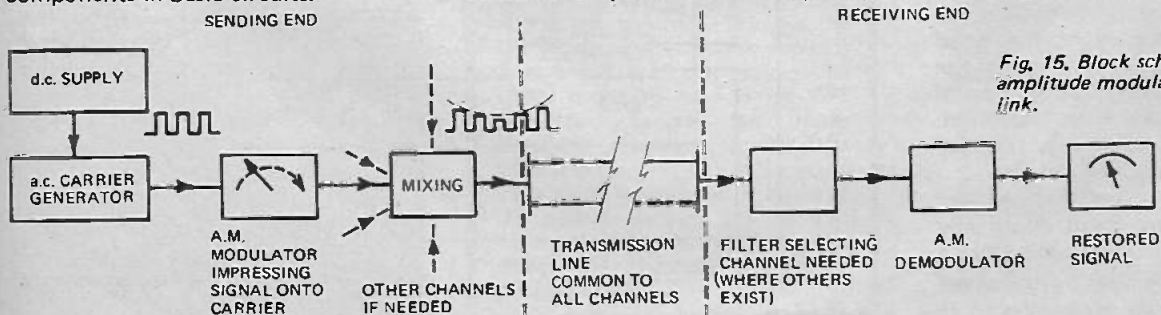 SENDING END
RECEIVING END
Fig. 15. Block
amplitude
link.
d.c. SUPPLY
a.c. CARRIER
GENERATOR
MIXING
A.M.
MODULATOR
IMPRESSING
SIGNAL ONTO
CARRIER
OTHER CHANNELS
IF NEEDED
TRANSMISSION
LINE
COMMON TO
ALL CHANNELS
FILTER SELECTING
CHANNEL NEEDED
(WHERE OTHERS
EXIST)
A.M.
DEMODULATOR
RESTORED
SIGNAL